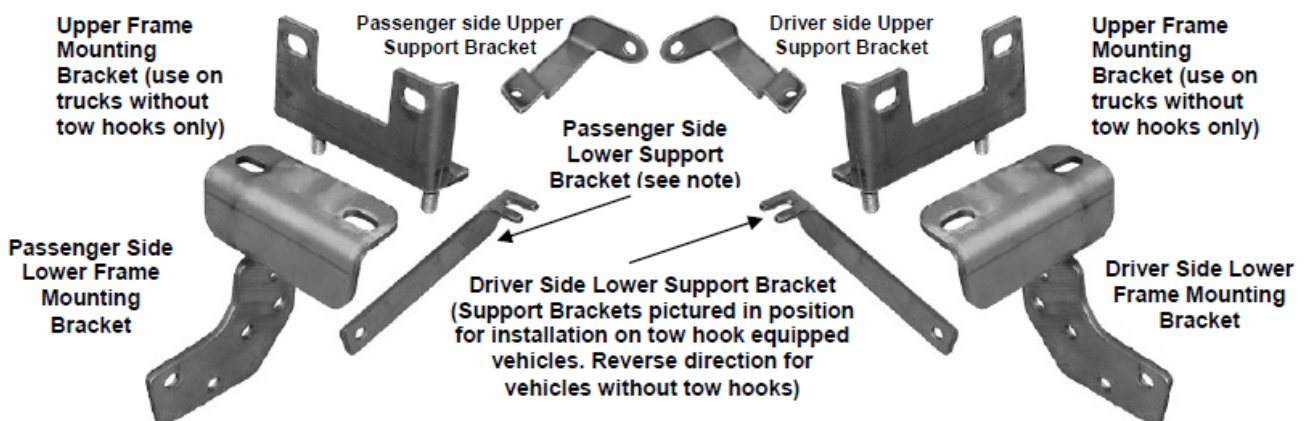 Upper Frame
Mounting
Bracket (use on
trucks without
tow hooks only)
Passenger side Upper
Support Bracket
Driver side Upper
Support Bracket
Upper Frame
Mounting
Bracket (use on
trucks without
tow hooks only)
Passenger Side
Lower Support
Bracket (see note)
Passenger Side
Lower Frame
Mounting
Bracket
Driver Side Lower Support Bracket
(Support Brackets pictured in position
for installation on tow hook equipped
vehicles. Reverse direction for
vehicles without tow hooks)
Driver Side Lower
Frame Mounting
Bracket